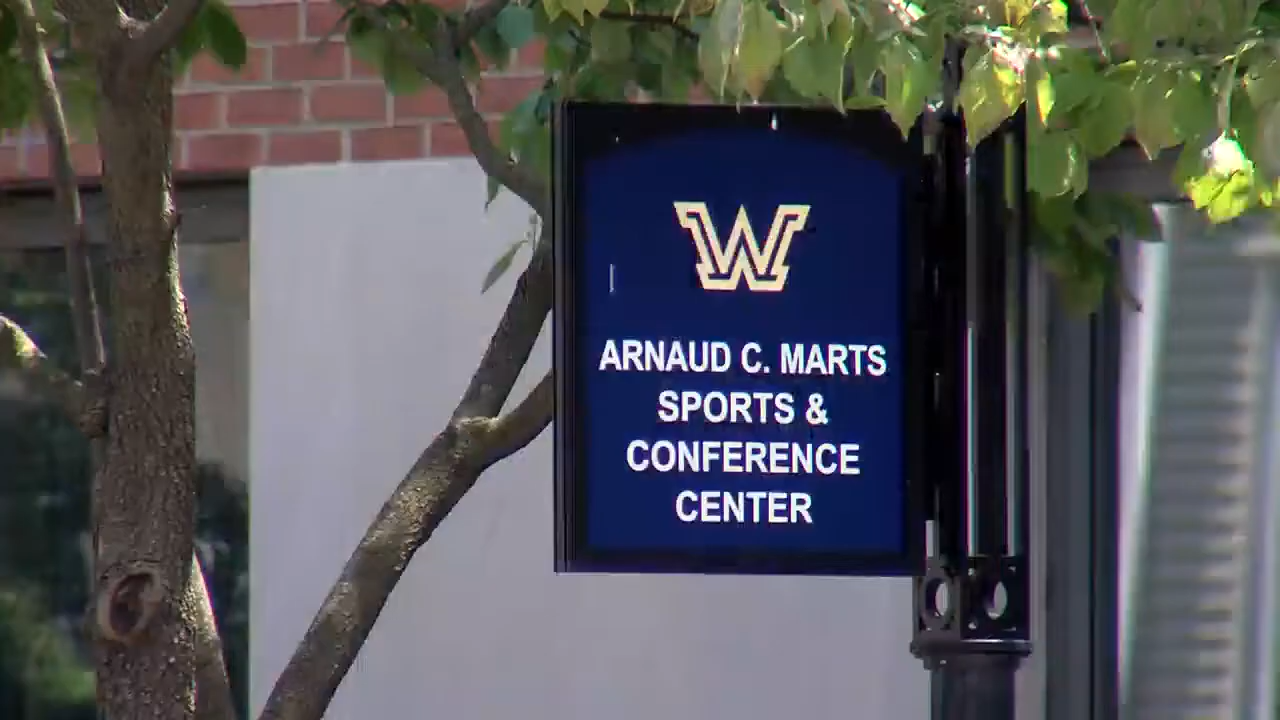 W
ARNAUD C. MARTS
SPORTS &
CONFERENCE
CENTER